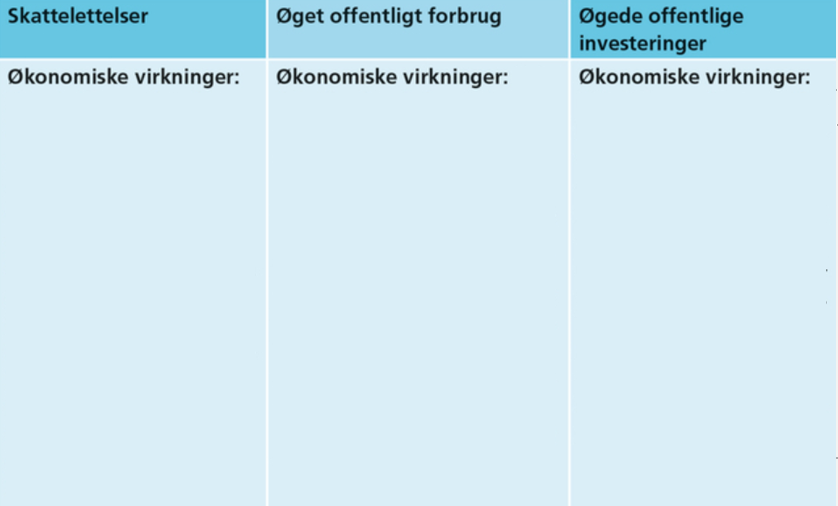 Skattelettelser
Øget offentligt forbrug
Øgede offentlige
investeringer
Økonomiske virkninger:
Økonomiske virkninger:
Økonomiske virkninger: